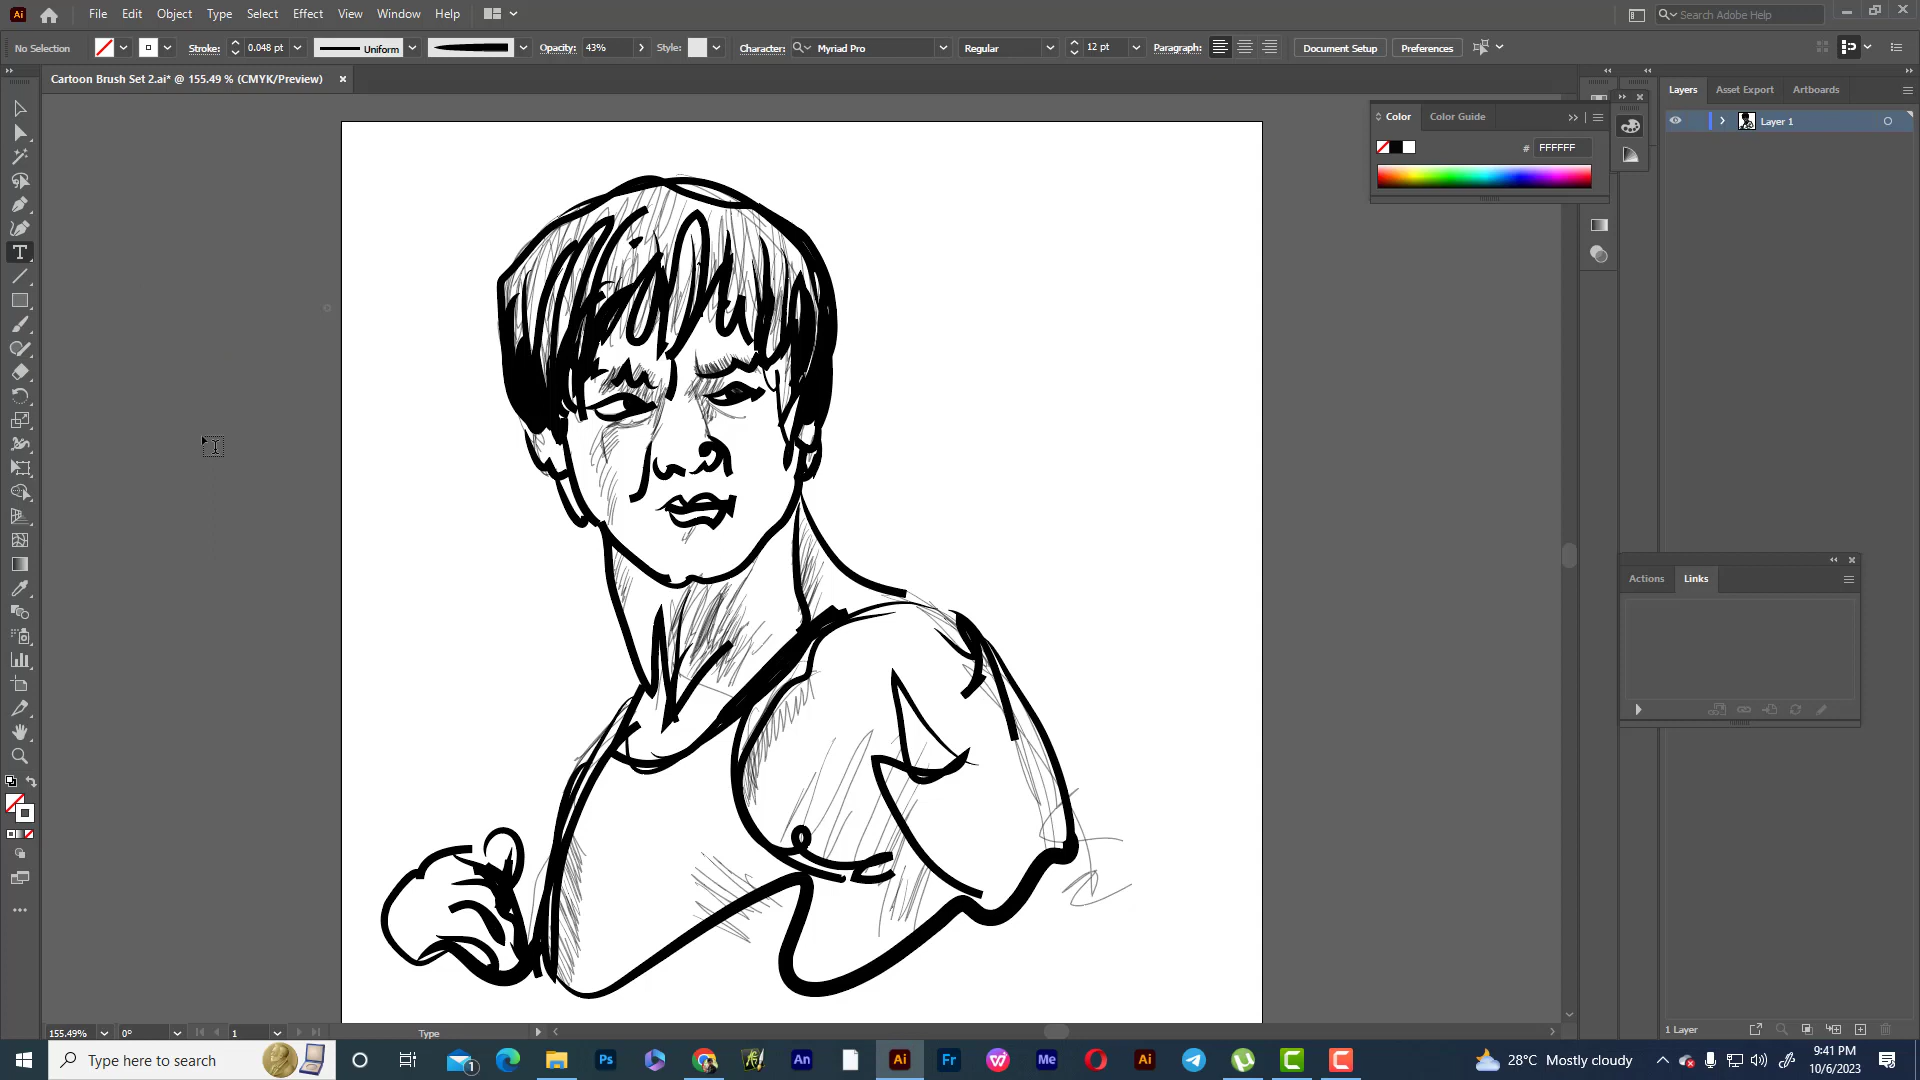 File Edit Object Type Select Effect View Window Help
Search Adobe Help
No Selection
Stroke: 0.048 pt
Uniform
Opacity: 43%
Style:
Character: Myriad Pro
Regular
12 pt
Paragraph:
Document Setup
Preferences
Cartoon Brush Set 2.ai* @ 155.49 % (CMYK/Preview)
Color
Color Guide
# FFFFFF
Layers
Asset Export
Artboards
Layer 1
Actions
Links
1 Layer
155.49%
0°
1
Type
Type here to search
1
28°C Mostly cloudy
9:41 PM
10/6/2023